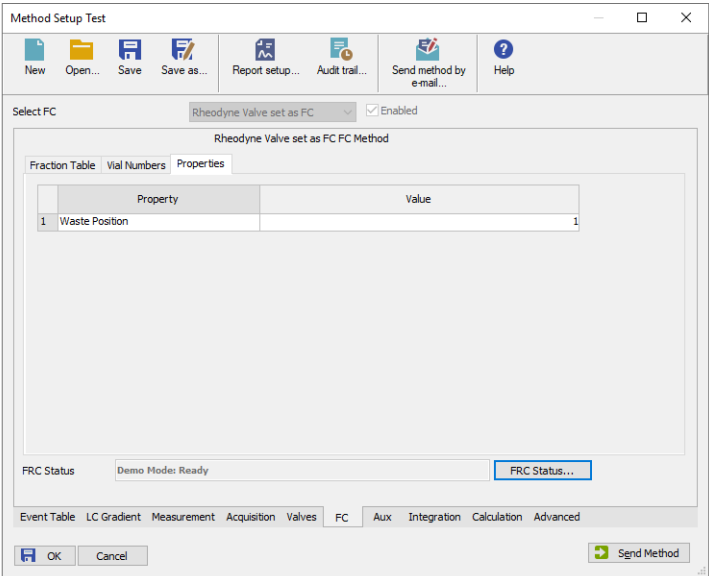 Method Setup Test
New Open... Save Save as... Report setup... Audit trail... Send method by e-mail... Help
Select FC Rheodyne Valve set as FC Enabled
Rheodyne Valve set as FC FC Method
Fraction Table Vial Numbers Properties
Property Value
1 Waste Position 1
FRC Status Demo Mode: Ready FRC Status...
Event Table LC Gradient Measurement Acquisition Valves FC Aux Integration Calculation Advanced
OK Cancel Send Method